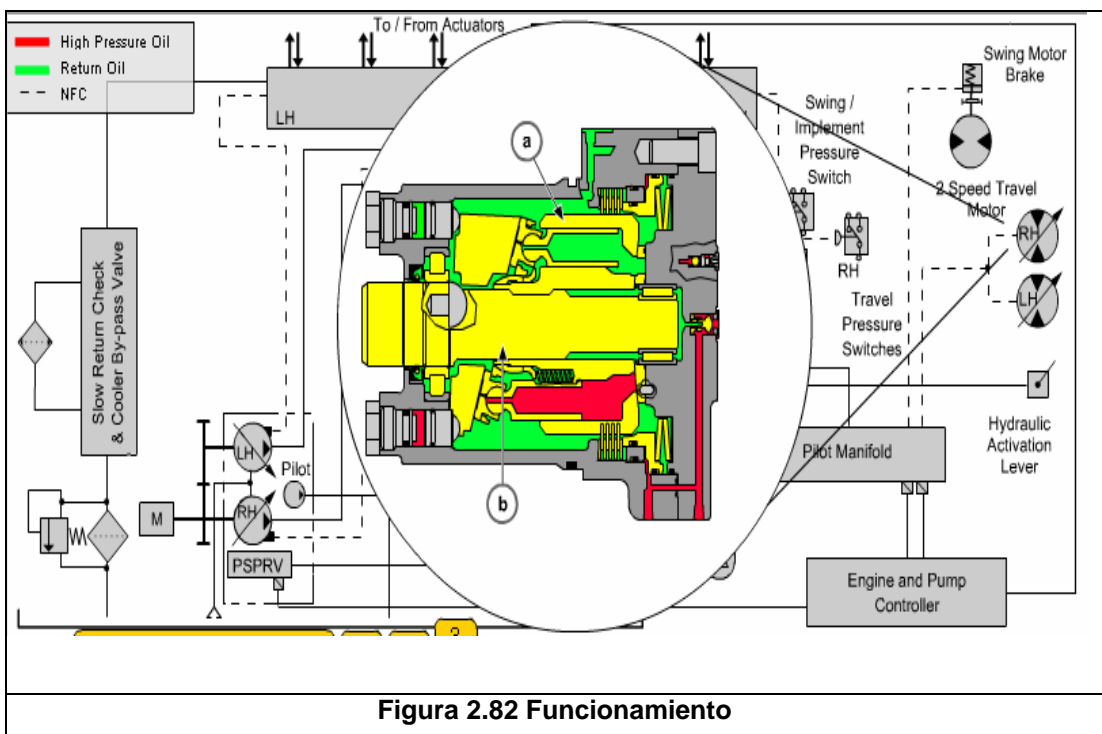 To / From Actuators
High Pressure Oil
Return Oil
NFC
LH
Swing Motor
Brake
Swing /
Implement
Pressure
Switch
a
2 Speed Travel
Motor
RH
RH
LH
Travel
Pressure
Switches
Slow Return Check
& Cooler By-pass Valve
Hydraulic
Activation
Lever
LH
Pilot
Pilot Manifold
RH
M
b
PSPRV
Engine and Pump
Controller
3
Figura 2.82 Funcionamiento